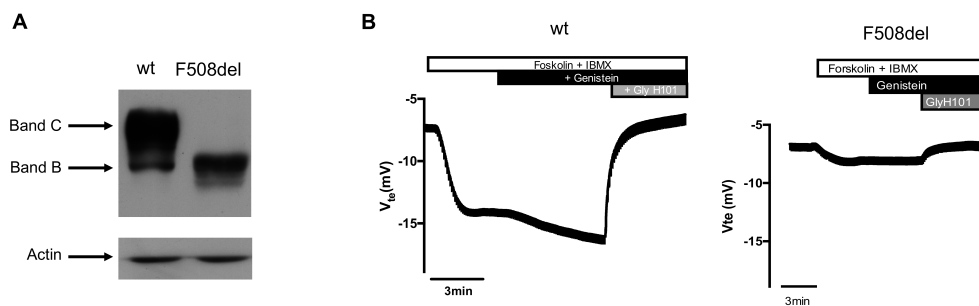 A
wt F508del
Band C
Band B
Actin
B
wt
Foskolin + IBMX
+ Genistein
+ Gly H101
-5
-10
-15
Vte(mV)
3min
F508del
Forskolin + IBMX
Genistein
GlyH101
-5
-10
-15
Vte (mV)
3min